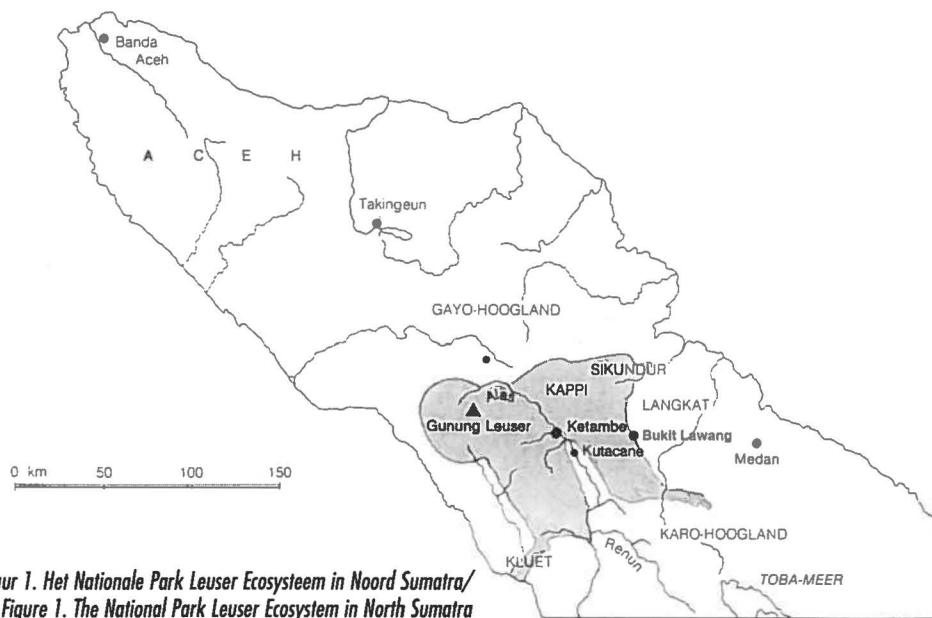 Banda
Aceh
A C E H
Takingeun
GAYO-HOOGLAND
SIKUNDUR
KAPPI
Alas
LANGKAT
Gunung Leuser
Ketambe
Bukit Lawang
Kutacane
Medan
0 km 50 100 150
KARO-HOOGLAND
KLUET
Renun
TOBA-MEER
uur 1. Het Nationale Park Leuser Ecosysteem in Noord Sumatra/
Figure 1. The National Park Leuser Ecosystem in North Sumatra